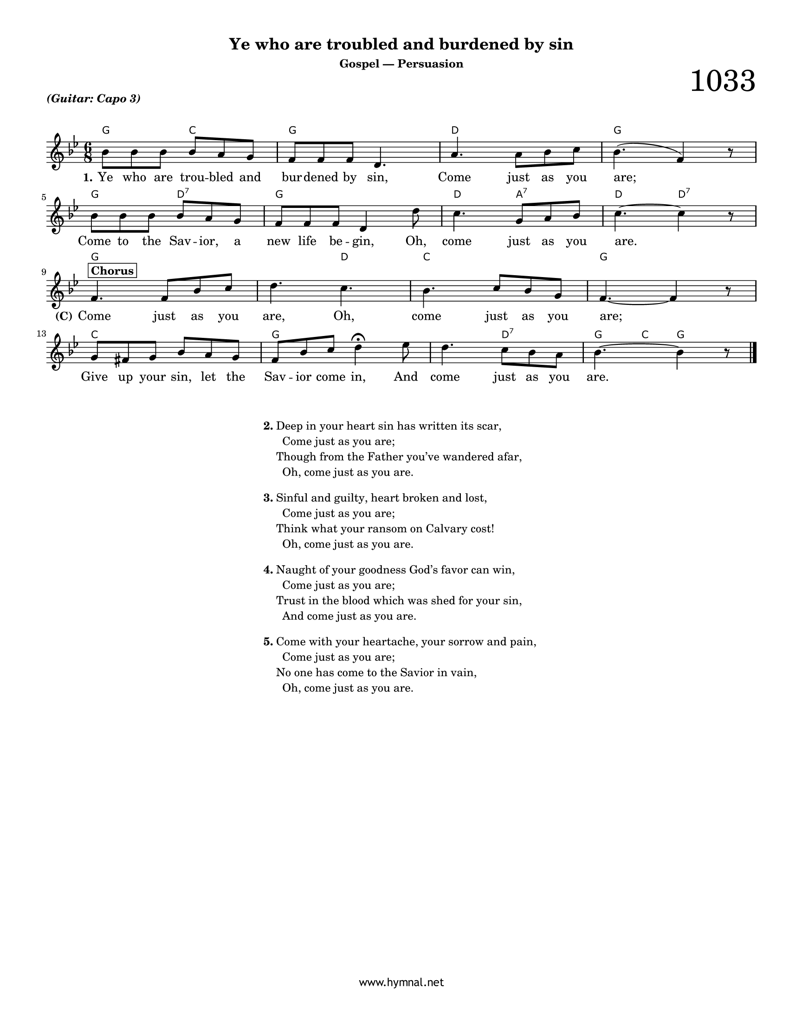 Ye who are troubled and burdened by sin
Gospel — Persuasion
1033
(Guitar: Capo 3)
G C G D G
6 8
1. Ye who are trou-bled and burdened by sin, Come just as you are;
5
G D7 G D A7 D D7
Come to the Sav-ior, a new life be-gin, Oh, come just as you are.
9
G D C G
Chorus
(C) Come just as you are, Oh, come just as you are;
13
C G D7 G C G
Give up your sin, let the Sav-ior come in, And come just as you are.
2. Deep in your heart sin has written its scar,
Come just as you are;
Though from the Father you've wandered afar,
Oh, come just as you are.
3. Sinful and guilty, heart broken and lost,
Come just as you are;
Think what your ransom on Calvary cost!
Oh, come just as you are.
4. Naught of your goodness God's favor can win,
Come just as you are;
Trust in the blood which was shed for your sin,
And come just as you are.
5. Come with your heartache, your sorrow and pain,
Come just as you are;
No one has come to the Savior in vain,
Oh, come just as you are.
www.hymnal.net